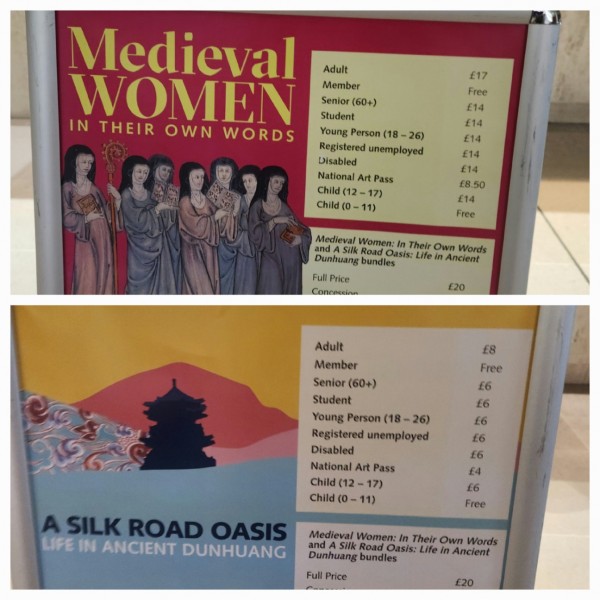 Medieval
WOMEN
IN THEIR OWN WORDS
Adult £17
Member Free
Senior (60+) £14
Student £14
Young Person (18 – 26) £14
Registered unemployed £14
Disabled £14
National Art Pass £8.50
Child (12 – 17) £14
Child (0 – 11) Free
Medieval Women: In Their Own Words
and A Silk Road Oasis: Life in Ancient
Dunhuang bundles
Full Price £20
Concession
Adult £8
Member Free
Senior (60+) £6
Student £6
Young Person (18 – 26) £6
Registered unemployed £6
Disabled £6
National Art Pass £4
Child (12 – 17) £6
Child (0 – 11) Free
A SILK ROAD OASIS
LIFE IN ANCIENT DUNHUANG
Medieval Women: In Their Own Words
and A Silk Road Oasis: Life in Ancient
Dunhuang bundles
Full Price £20